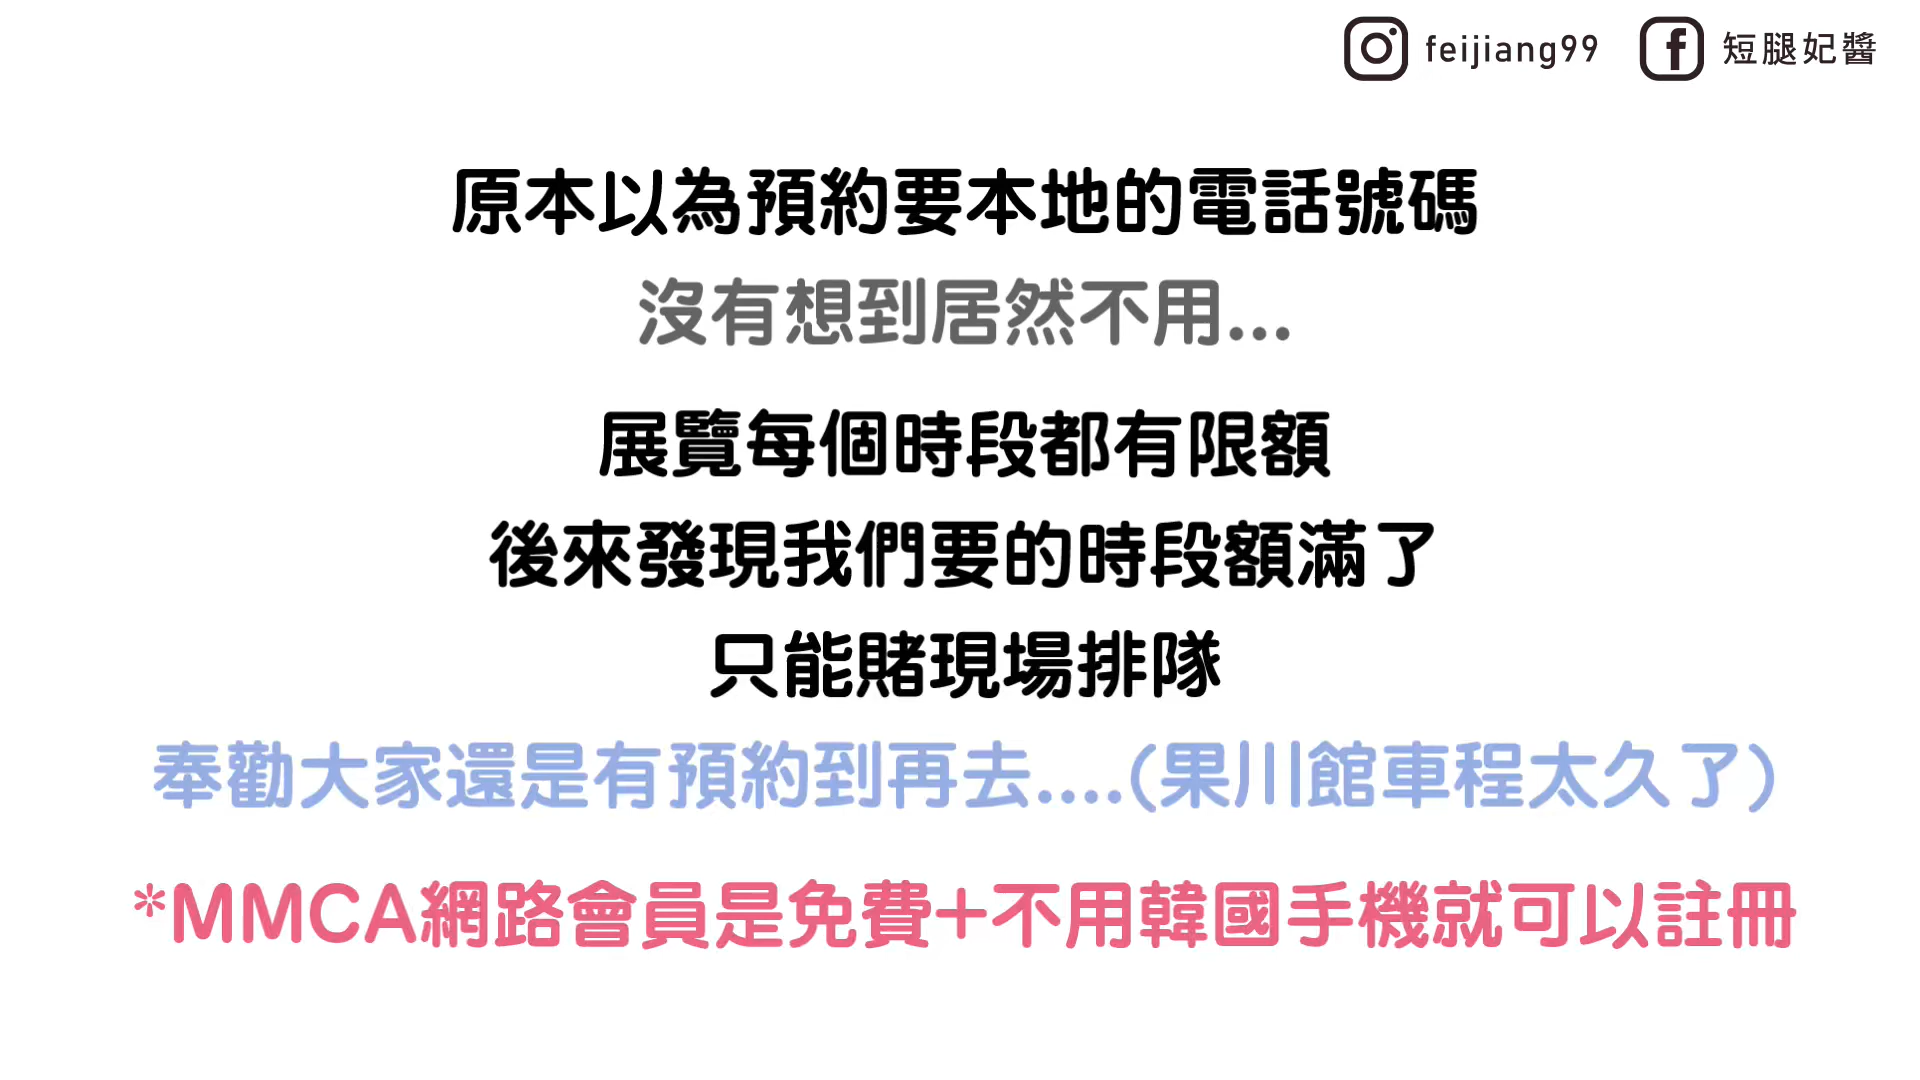 feijiang99 短腿妃醬
原本以為預約要本地的電話號碼
沒有想到居然不用...
展覽每個時段都有限額
後來發現我們要的時段額滿了
只能賭現場排隊
奉勸大家還是有預約到再去....(果川館車程太久了)
*MMCA網路會員是免費+不用韓國手機就可以註冊